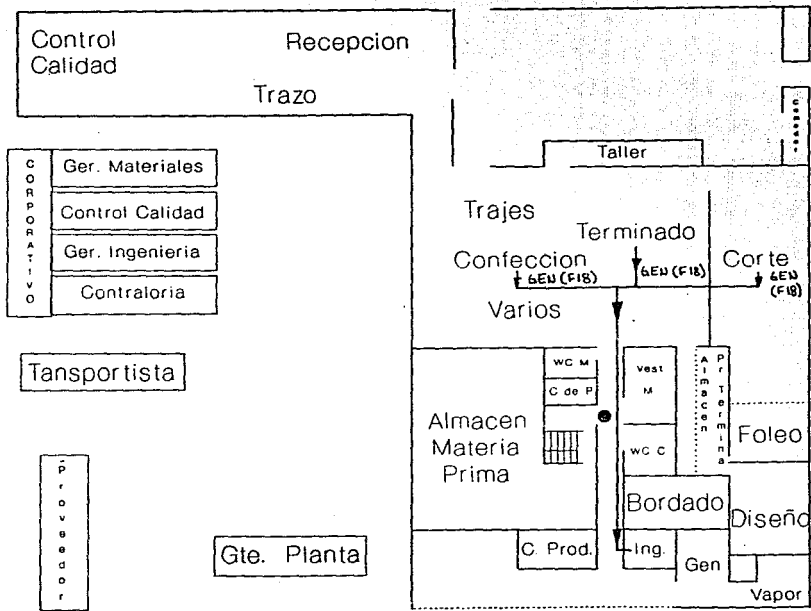 Control
Calidad
Recepcion
Trazo
CORPORATIVO
Ger. Materiales
Control Calidad
Ger. Ingenieria
Contraloria
Tansportista
Proveedor
Gte. Planta
Taller
Trajes
Terminado
Confeccion
Corte
GEN (F18)
GEN (F18)
GEN
(F18)
Varios
WC M
C de P
Vest
M
WC C
Almacen
Pr Termina
Almacen
Materia
Prima
Foleo
Bordado
Diseño
C. Prod.
Ing.
Gen
Vapor